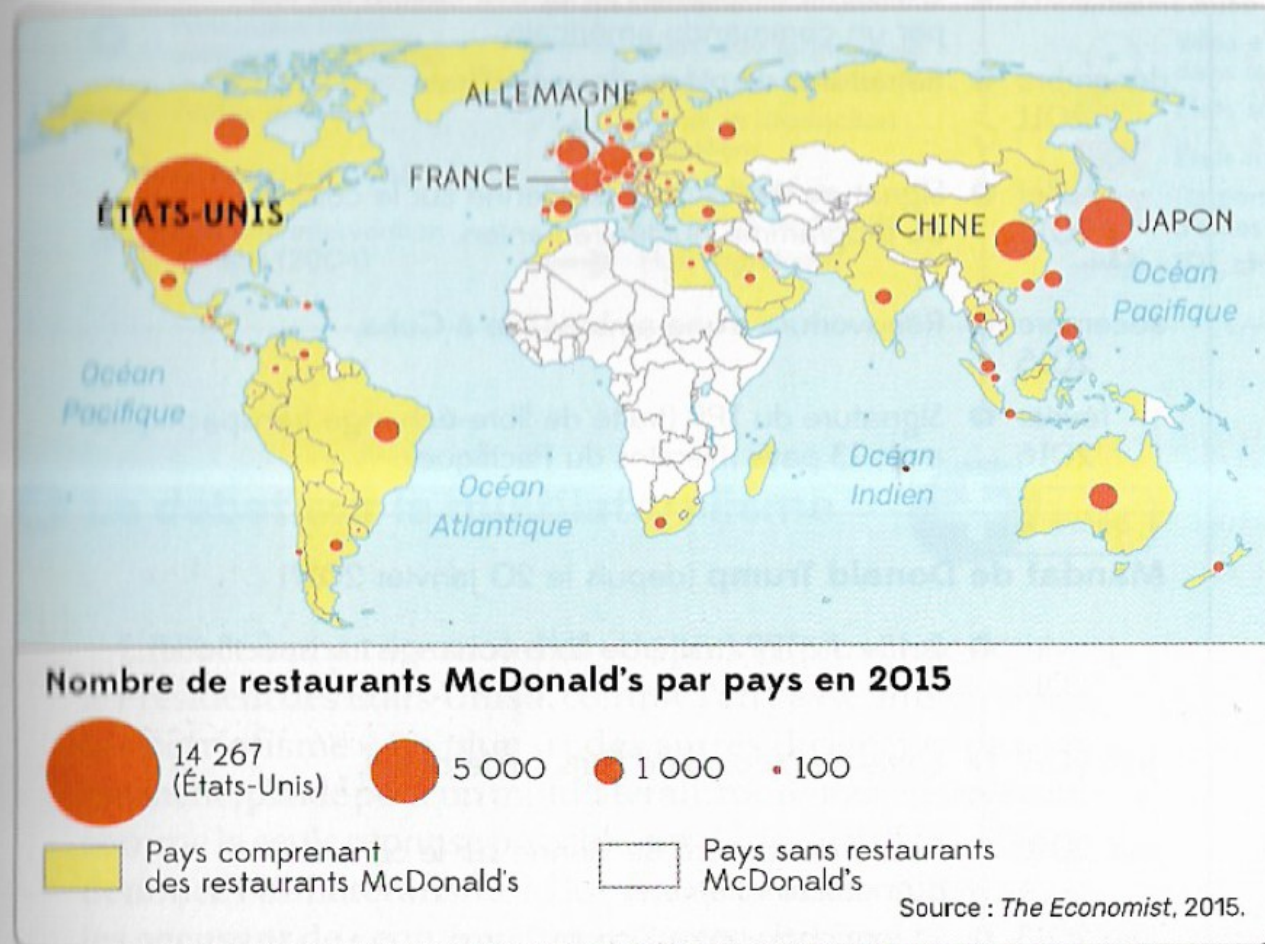 ALLEMAGNE
FRANCE
ÉTATS-UNIS
CHINE
JAPON
Océan
Pacifique
Océan
Pacifique
Océan
Atlantique
Océan
Indien
Nombre de restaurants McDonald's par pays en 2015
14 267
(États-Unis)
5 000
1 000
100
Pays comprenant
des restaurants McDonald's
Pays sans restaurants
McDonald's
Source : The Economist, 2015.